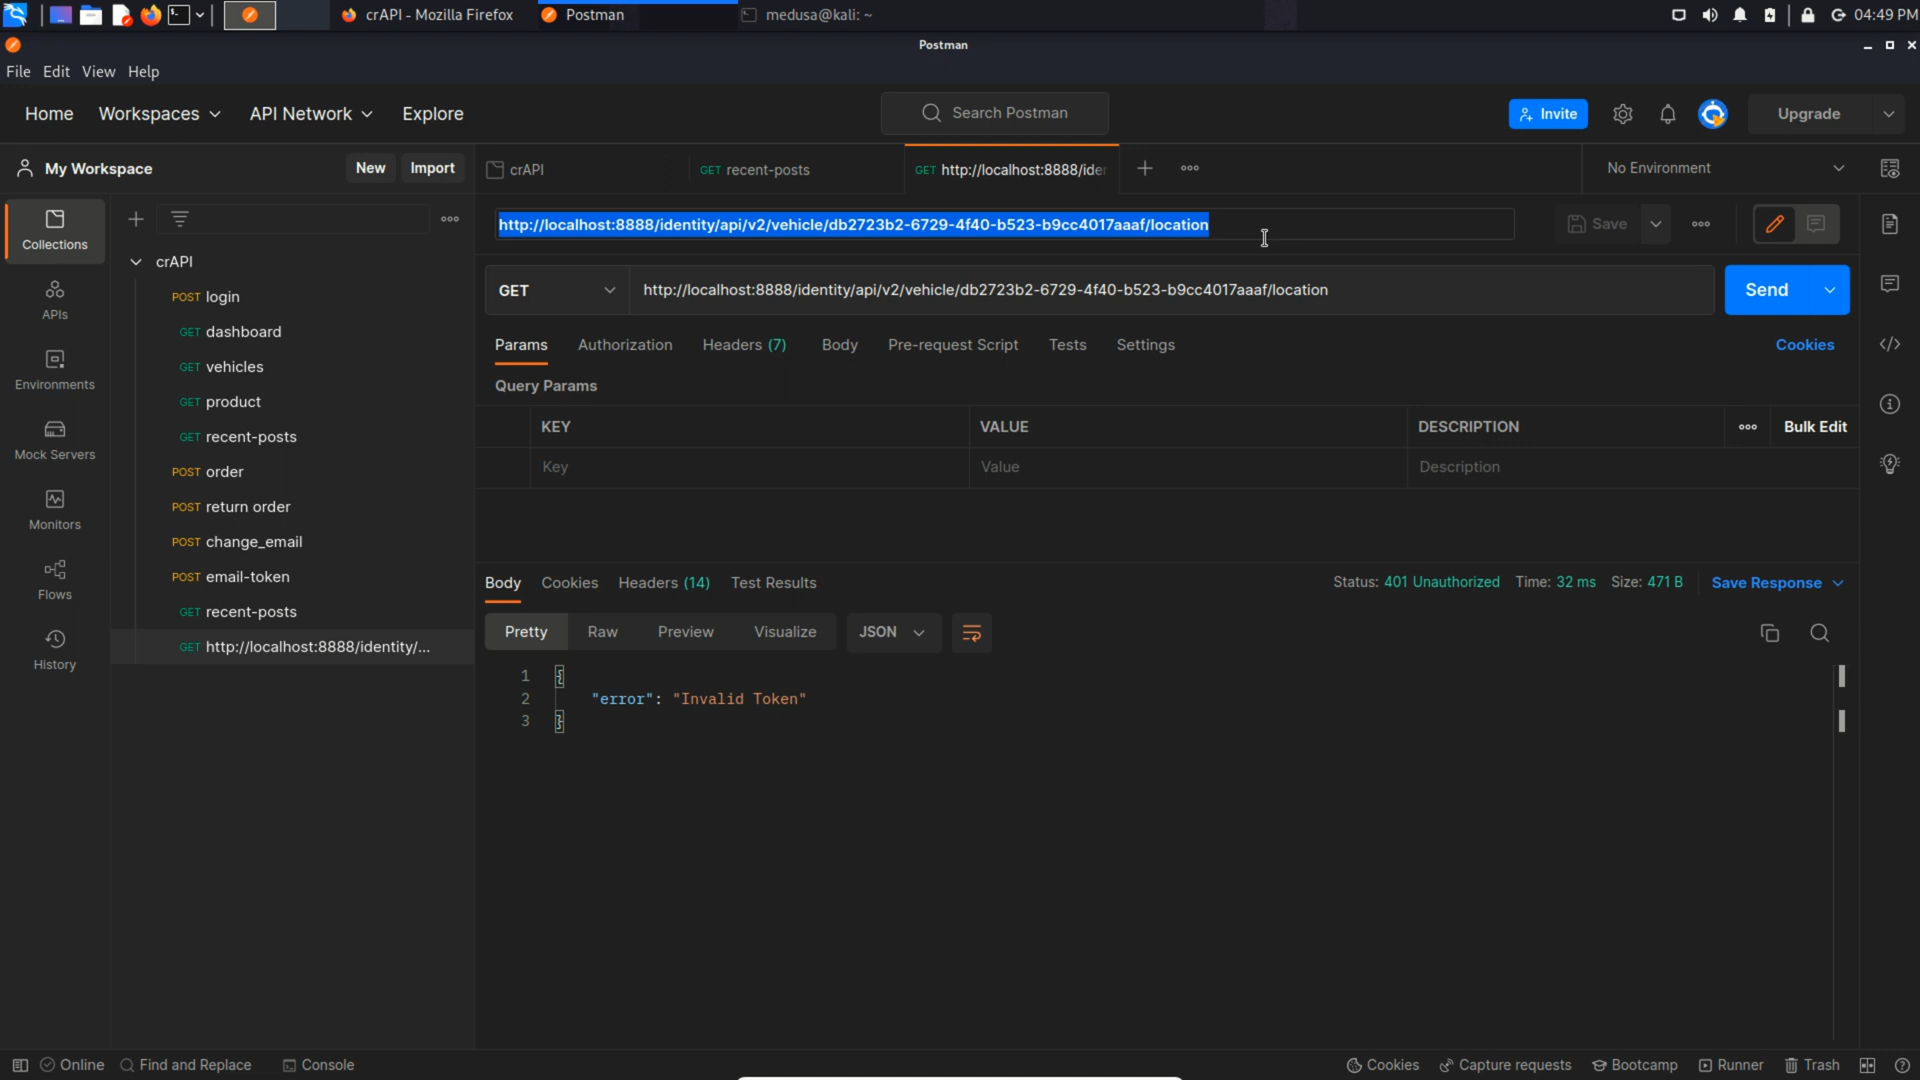 crAPI - Mozilla Firefox
Postman
medusa@kali: ~
04:49 PM
Postman
File Edit View Help
Home Workspaces API Network Explore
Search Postman
Invite
Upgrade
My Workspace
New Import
crAPI
GET recent-posts
GET http://localhost:8888/ide
No Environment
Collections
APIs
Environments
Mock Servers
Monitors
Flows
History
crAPI
POST login
GET dashboard
GET vehicles
GET product
GET recent-posts
POST order
POST return order
POST change_email
POST email-token
GET recent-posts
GET http://localhost:8888/identity/...
http://localhost:8888/identity/api/v2/vehicle/db2723b2-6729-4f40-b523-b9cc4017aaaf/location
Save
GET http://localhost:8888/identity/api/v2/vehicle/db2723b2-6729-4f40-b523-b9cc4017aaaf/location
Send
Params Authorization Headers (7) Body Pre-request Script Tests Settings
Cookies
Query Params
KEY VALUE DESCRIPTION
Bulk Edit
Key Value Description
Body Cookies Headers (14) Test Results
Status: 401 Unauthorized Time: 32 ms Size: 471 B
Save Response
Pretty Raw Preview Visualize JSON
1 {
2 "error": "Invalid Token"
3 }
Online Find and Replace Console
Cookies Capture requests Bootcamp Runner Trash